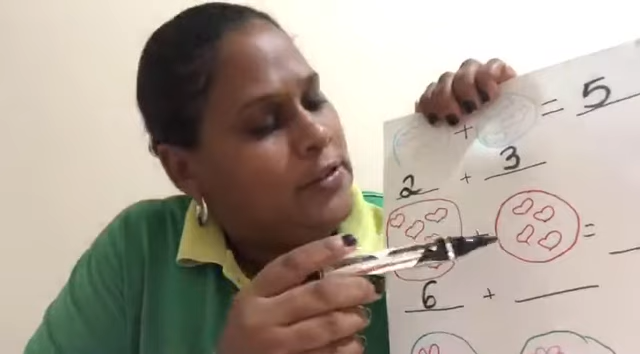 + = 5
2 + 3
+ =
6 +